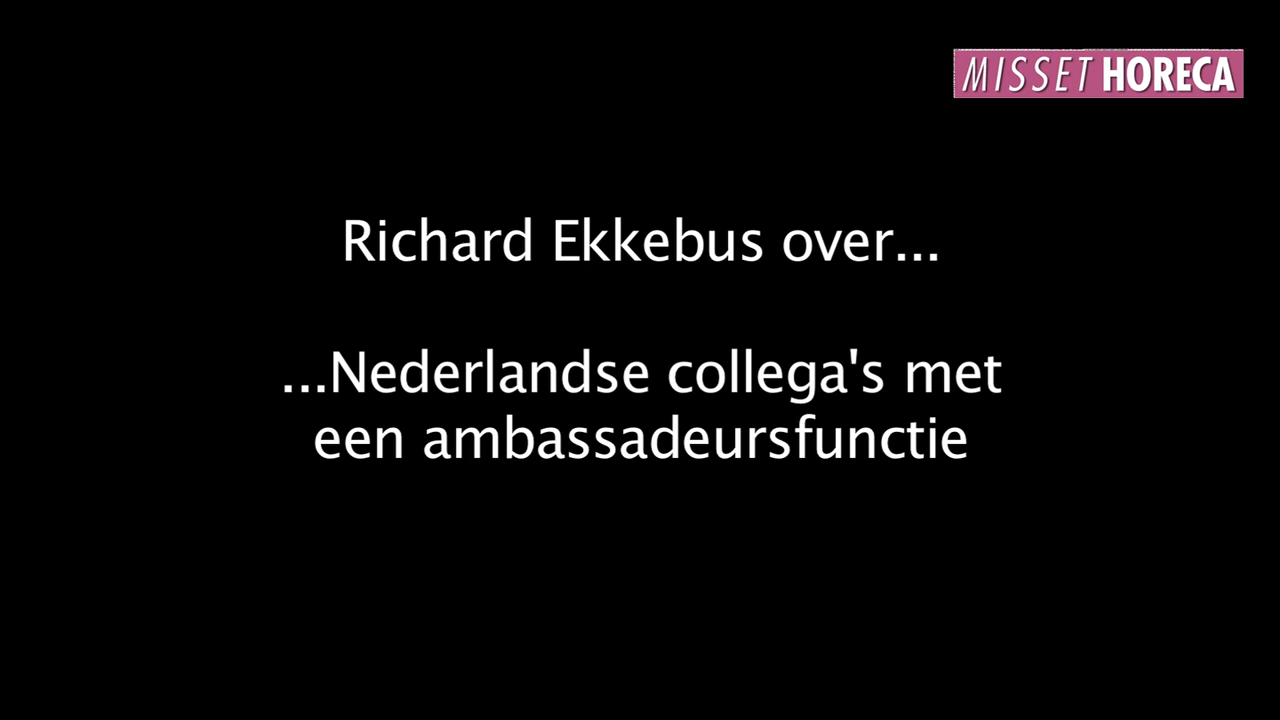 MISSET HORECA
Richard Ekkebus over...
...Nederlandse collega's met
een ambassadeursfunctie